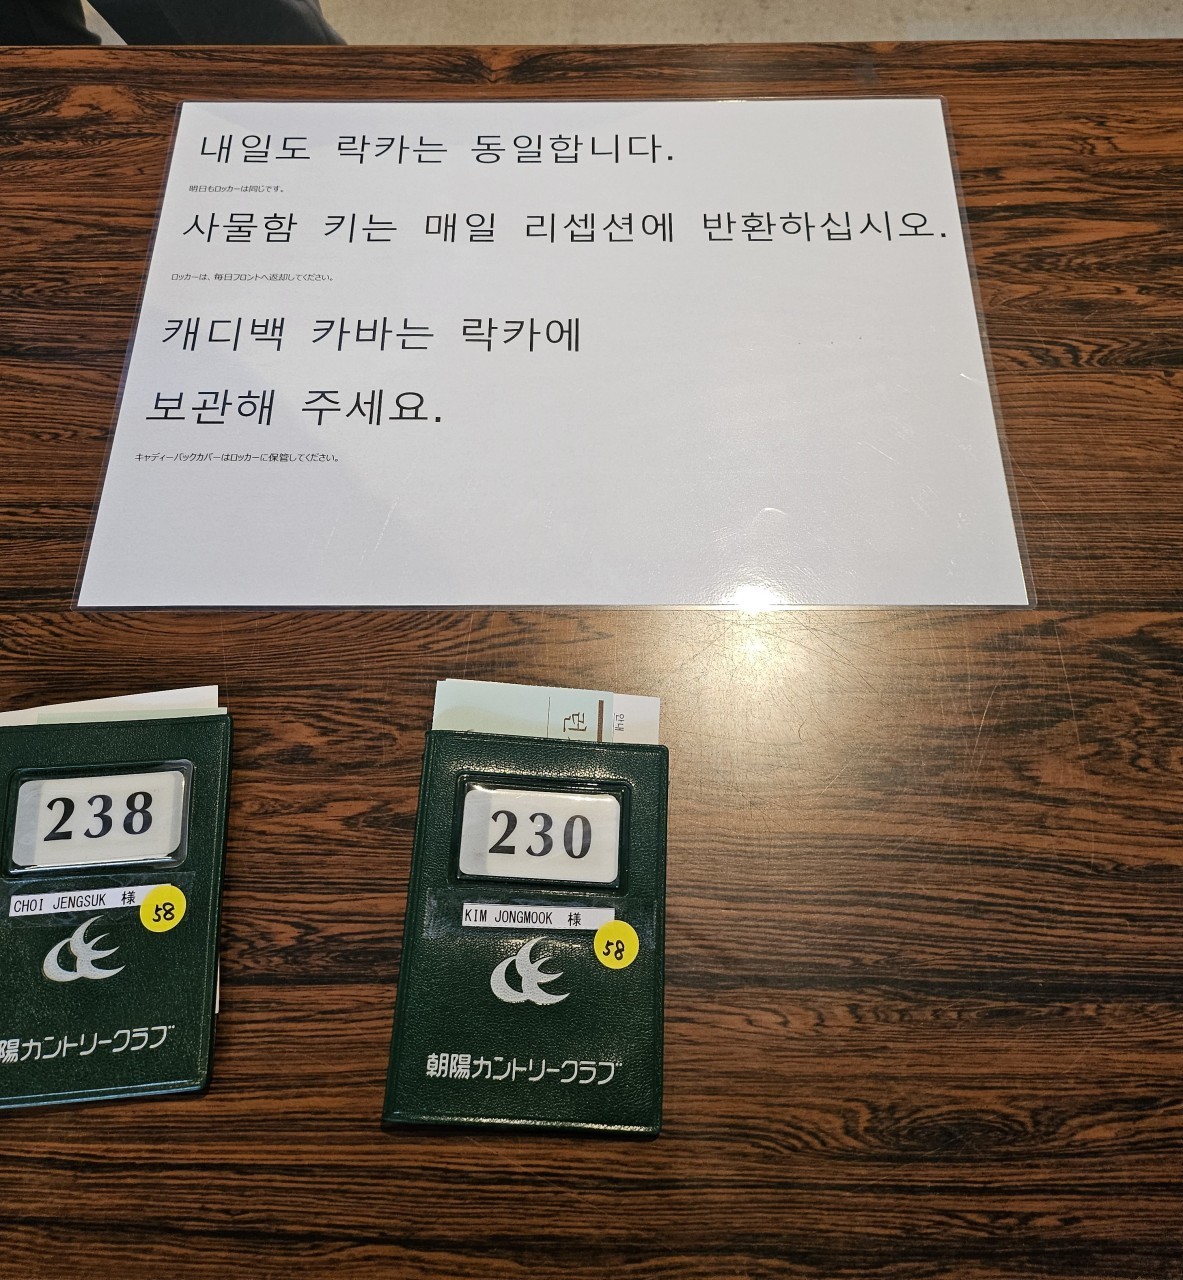 내일도 락카는 동일합니다.
明日もロッカーは同じです。
사물함 키는 매일 리셉션에 반환하십시오.
ロッカーは、毎日フロントへ返却してください。
캐디백 카바는 락카에
보관해 주세요.
キャディーバックカバーはロッカーに保管してください。
238
CHOI JENGSUK 様
58
陽カントリークラブ
런
안내
230
KIM JONGMOOK 様
58
朝陽カントリークラブ